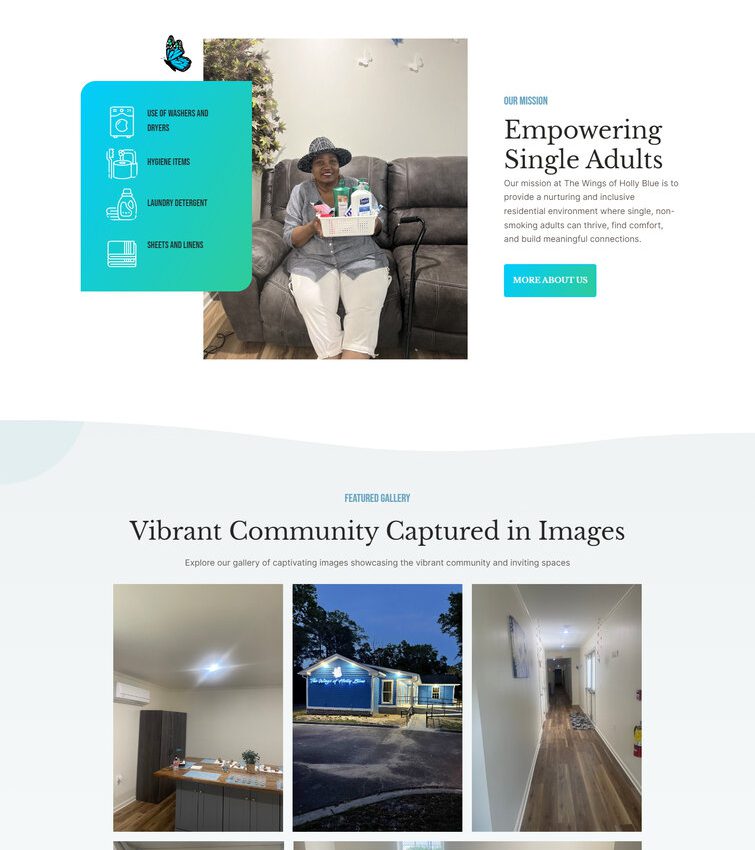 USE OF WASHERS AND
DRYERS
HYGIENE ITEMS
LAUNDRY DETERGENT
SHEETS AND LINENS
OUR MISSION
Empowering
Single Adults
Our mission at The Wings of Holly Blue is to
provide a nurturing and inclusive
residential environment where single, non-
smoking adults can thrive, find comfort,
and build meaningful connections.
MORE ABOUT US
FEATURED GALLERY
Vibrant Community Captured in Images
Explore our gallery of captivating images showcasing the vibrant community and inviting spaces
The Wings of Holly Blue